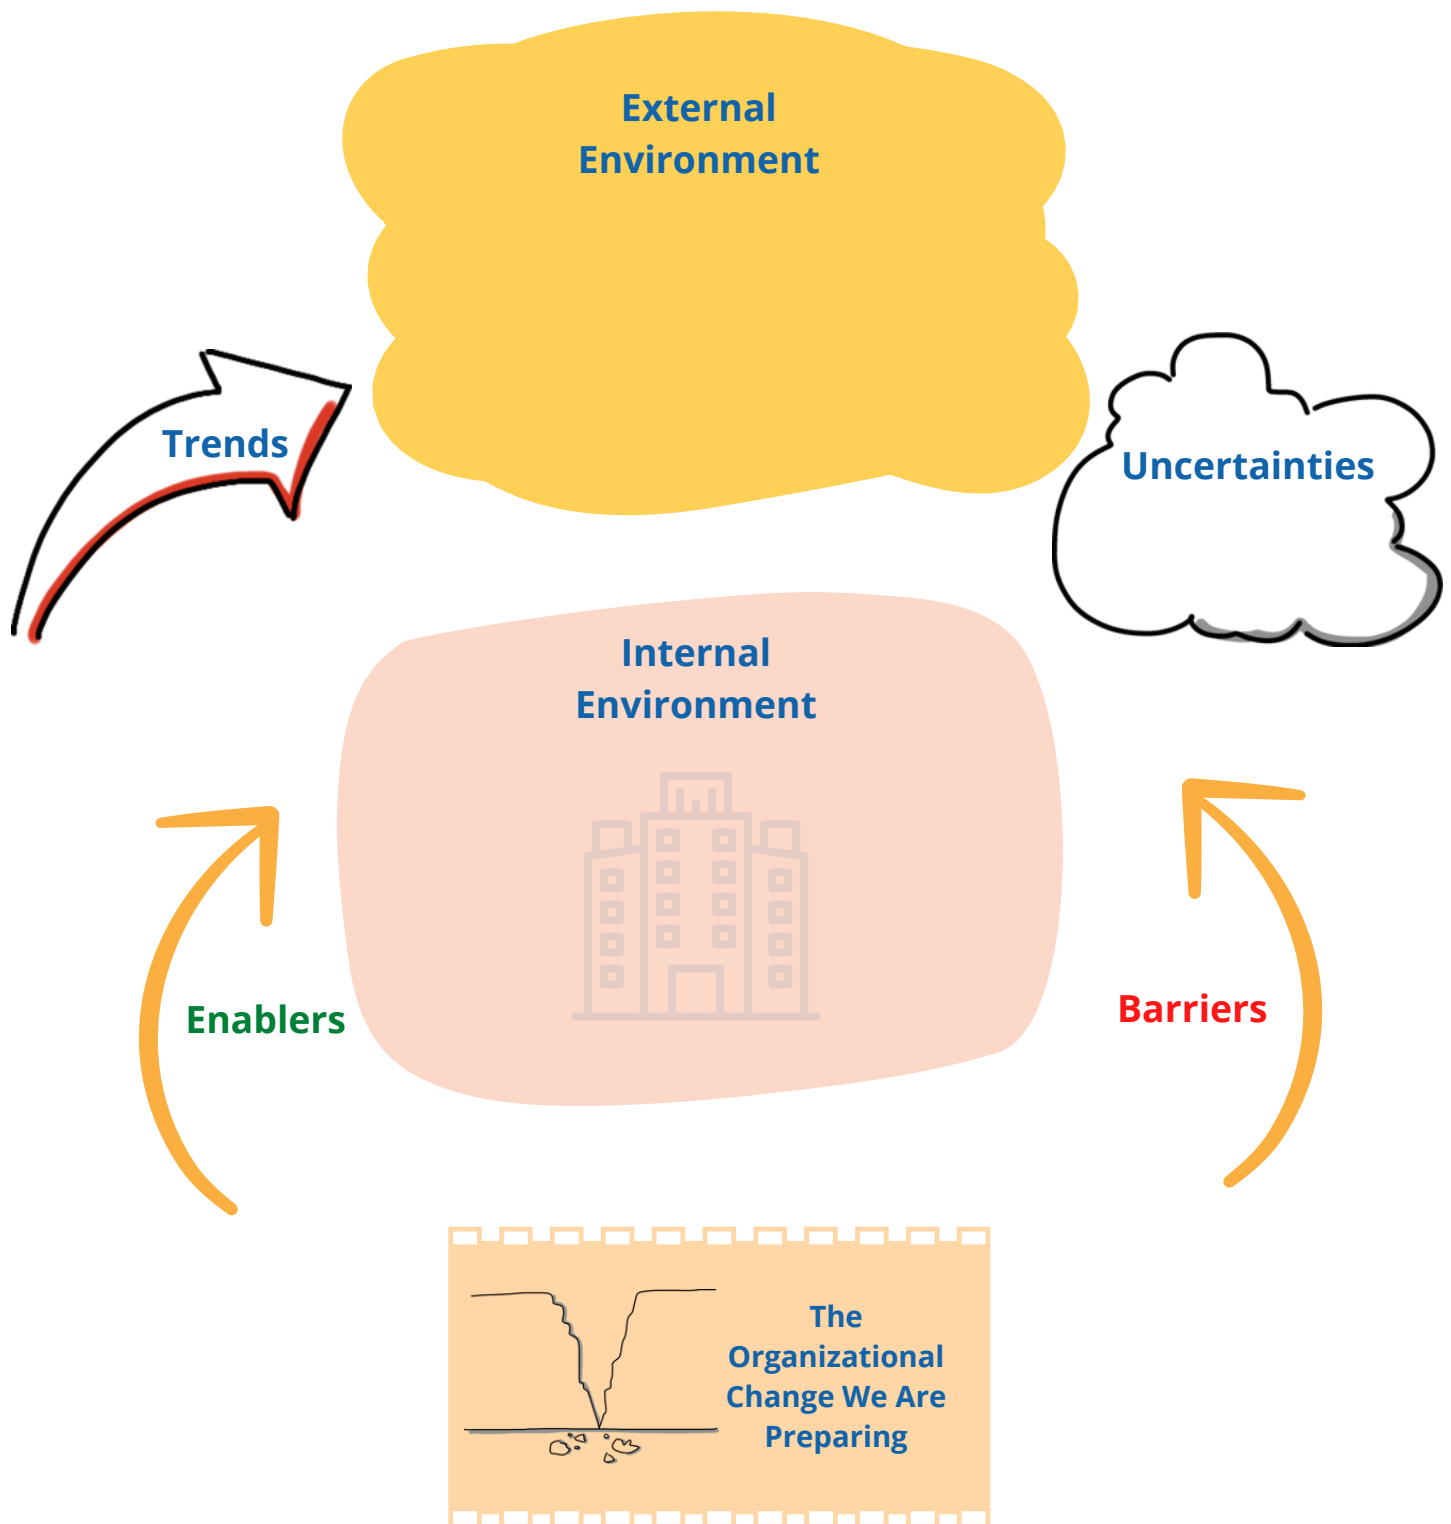 External
Environment
Trends
Uncertainties
Internal
Environment
Enablers
Barriers
The
Organizational
Change We Are
Preparing